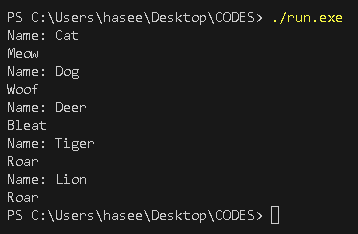 PS C:\Users\hasee\Desktop\CODES> ./run.exe
Name: Cat
Meow
Name: Dog
Woof
Name: Deer
Bleat
Name: Tiger
Roar
Name: Lion
Roar
PS C:\Users\hasee\Desktop\CODES>